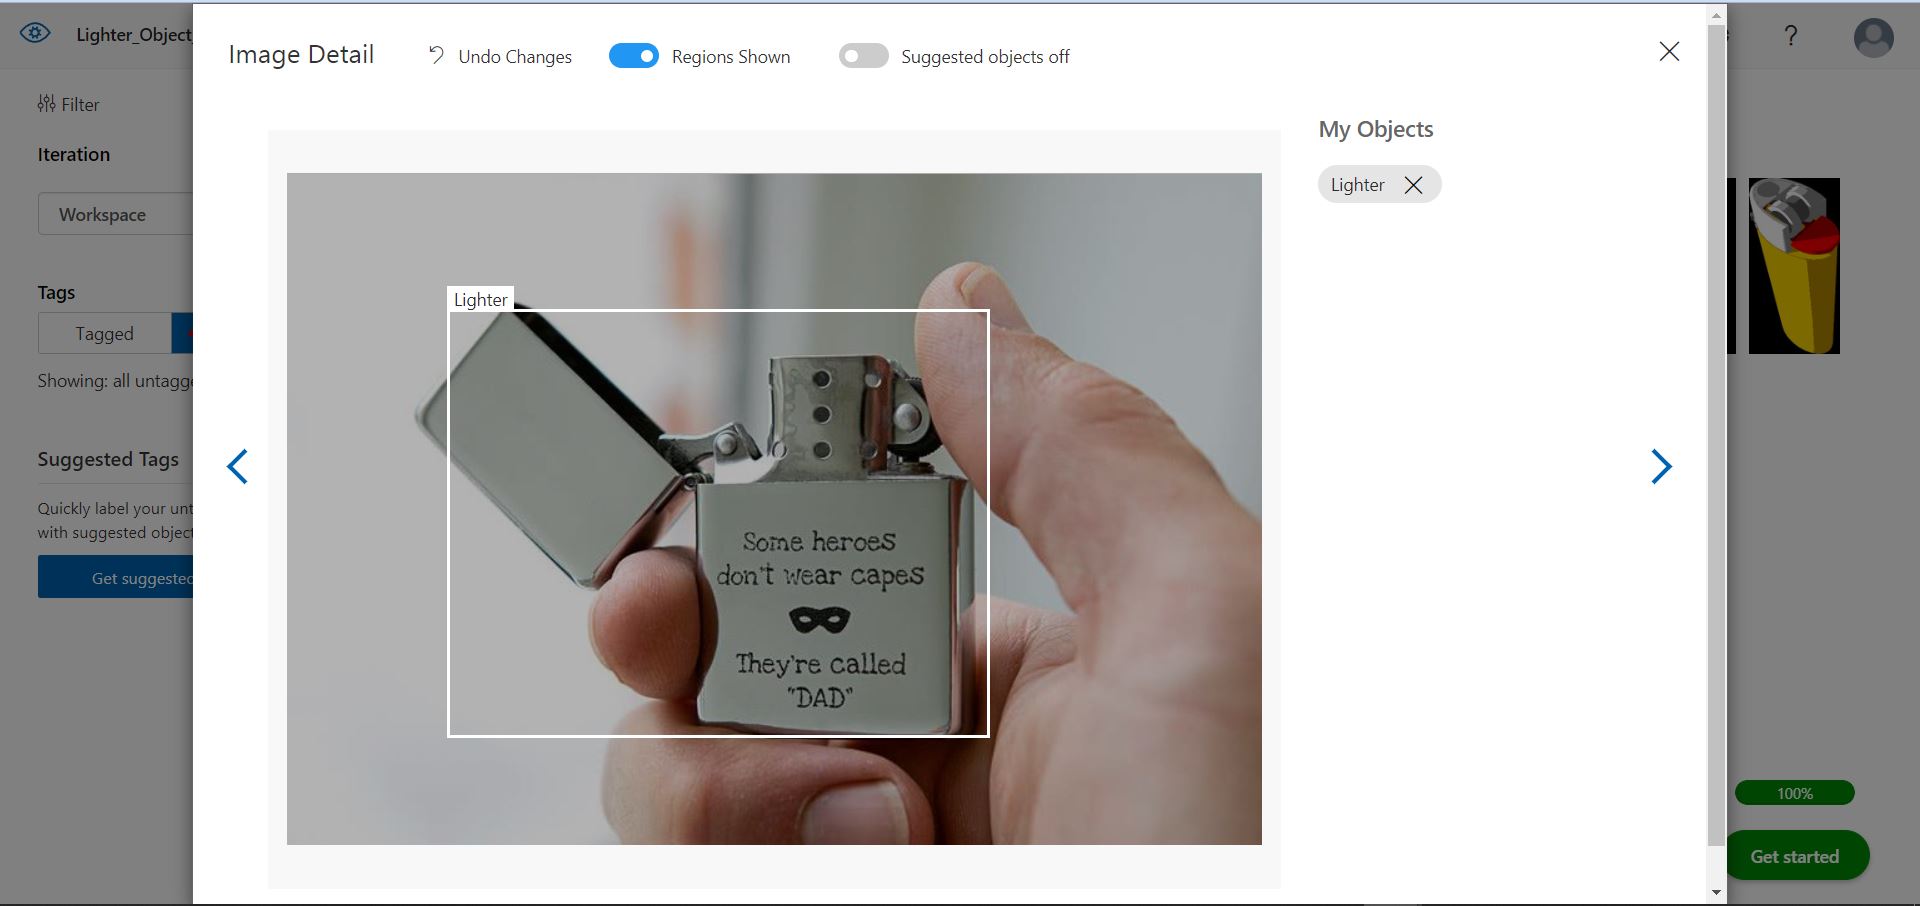 Lighter_Object
Image Detail
Undo Changes
Regions Shown
Suggested objects off
?
Filter
Iteration
Workspace
Tags
Tagged
Showing: all untagge
Suggested Tags
Quickly label your unt
with suggested object
Get suggested
My Objects
Lighter
Lighter
Some heroes
don't wear capes
They're called
"DAD"
100%
Get started